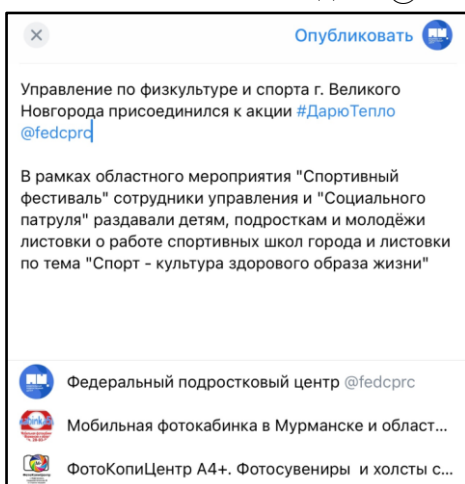 Опубликовать
Управление по физкультуре и спорта г. Великого
Новгорода присоединился к акции #ДарюТепло
@fedcprc
В рамках областного мероприятия "Спортивный
фестиваль" сотрудники управления и "Социального
патруля" раздавали детям, подросткам и молодёжи
листовки о работе спортивных школ города и листовки
по тема "Спорт - культура здорового образа жизни"
Федеральный подростковый центр @fedcprc
Мобильная фотокабинка в Мурманске и област...
ФотоКопиЦентр А4+. Фотосувениры и холсты с...